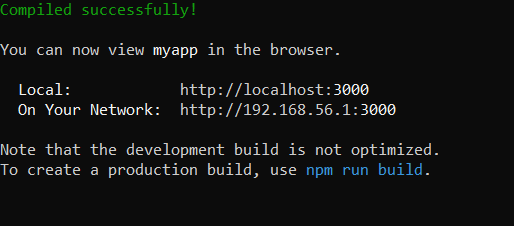 Compiled successfully!
You can now view myapp in the browser.
Local: http://localhost:3000
On Your Network: http://192.168.56.1:3000
Note that the development build is not optimized.
To create a production build, use npm run build.